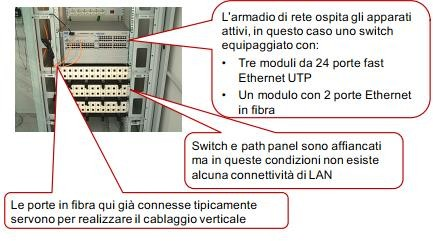 L'armadio di rete ospita gli apparati
attivi, in questo caso uno switch
equipaggiato con:
• Tre moduli da 24 porte fast
Ethernet UTP
• Un modulo con 2 porte Ethernet
in fibra
Switch e path panel sono affiancati
ma in queste condizioni non esiste
alcuna connettività di LAN
Le porte in fibra qui già connesse tipicamente
servono per realizzare il cablaggio verticale